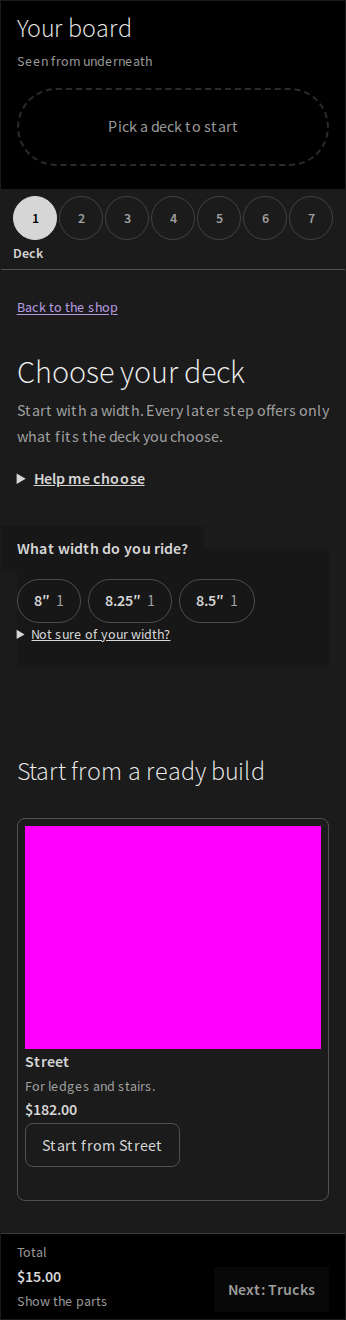 Your board
Seen from underneath
Pick a deck to start
1 2 3 4 5 6 7
Deck
Back to the shop
Choose your deck
Start with a width. Every later step offers only
what fits the deck you choose.
Help me choose
What width do you ride?
8″ 1 8.25″ 1 8.5″ 1
Not sure of your width?
Start from a ready build
Street
For ledges and stairs.
$182.00
Start from Street
Total
$15.00
Show the parts
Next: Trucks